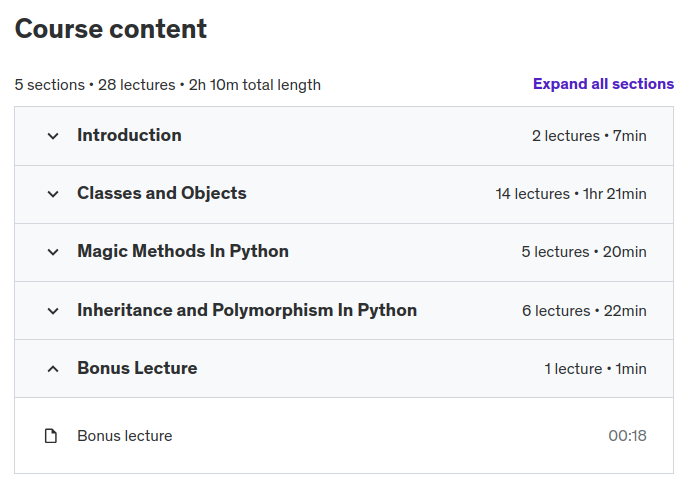 Course content
5 sections • 28 lectures • 2h 10m total length Expand all sections
Introduction 2 lectures • 7min
Classes and Objects 14 lectures • 1hr 21min
Magic Methods In Python 5 lectures • 20min
Inheritance and Polymorphism In Python 6 lectures • 22min
Bonus Lecture 1 lecture • 1min
Bonus lecture 00:18